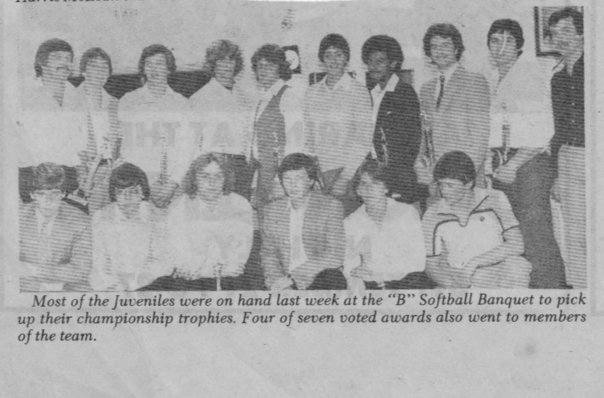 Most of the Juveniles were on hand last week at the "B" Softball Banquet to pick
up their championship trophies. Four of seven voted awards also went to members
of the team.